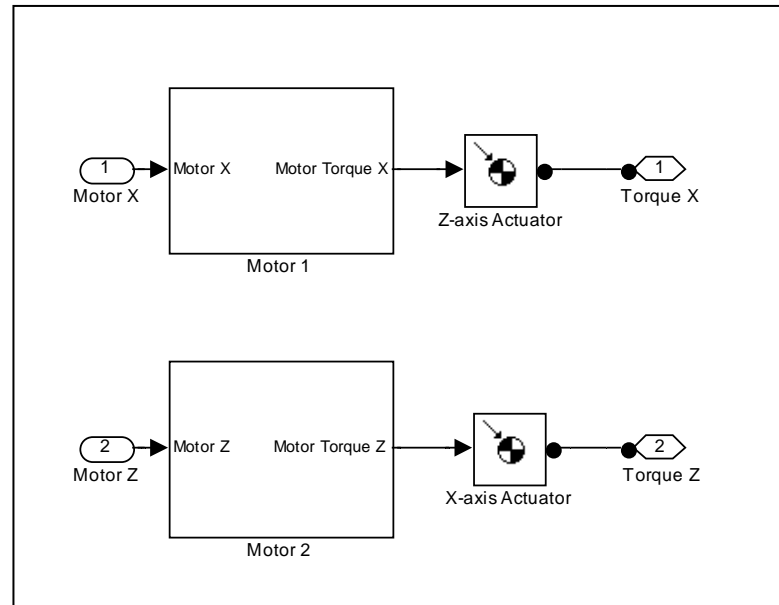 1
Motor X
Motor X
Motor Torque X
Motor 1
Z-axis Actuator
1
Torque X
2
Motor Z
Motor Z
Motor Torque Z
Motor 2
X-axis Actuator
2
Torque Z